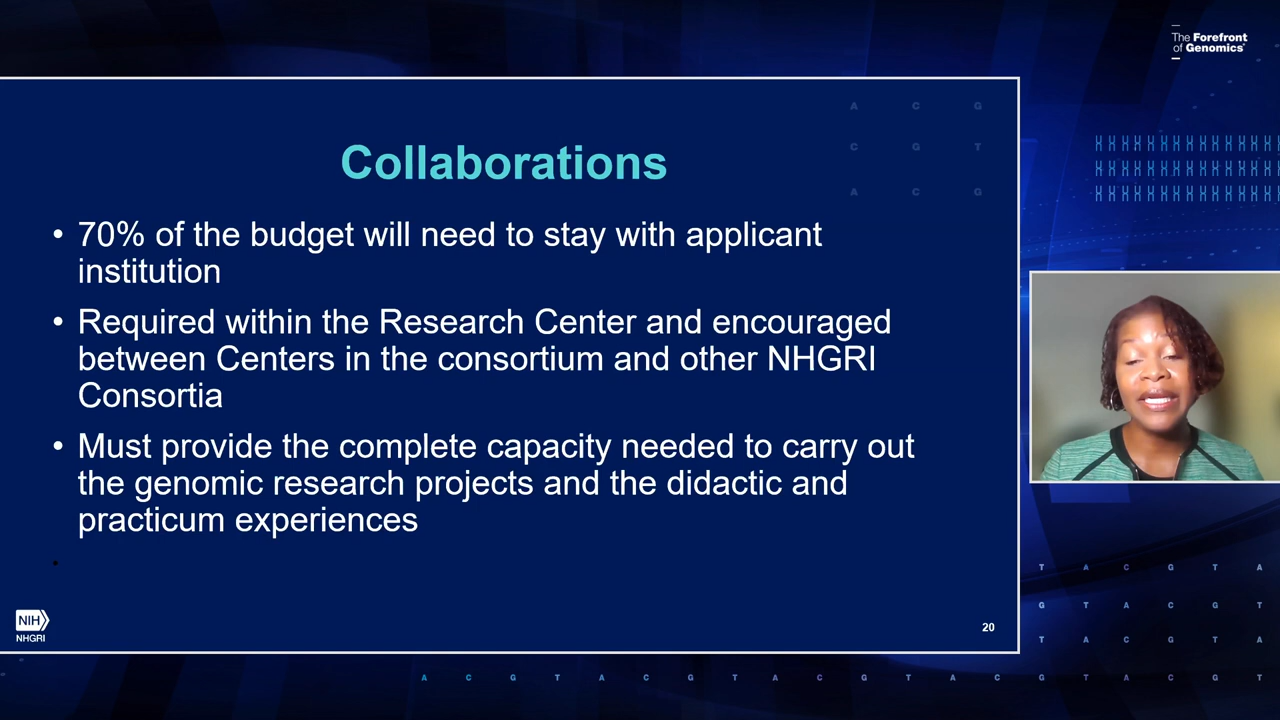 The Forefront
of Genomics®
A C G
C G T
A C G
Collaborations
• 70% of the budget will need to stay with applicant
institution
• Required within the Research Center and encouraged
between Centers in the consortium and other NHGRI
Consortia
• Must provide the complete capacity needed to carry out
the genomic research projects and the didactic and
practicum experiences
•
NIH
NHGRI
20
T A C G T A
G T A C G T
T A C G T A
A C G T A C G T A C G T A C G T A C G T